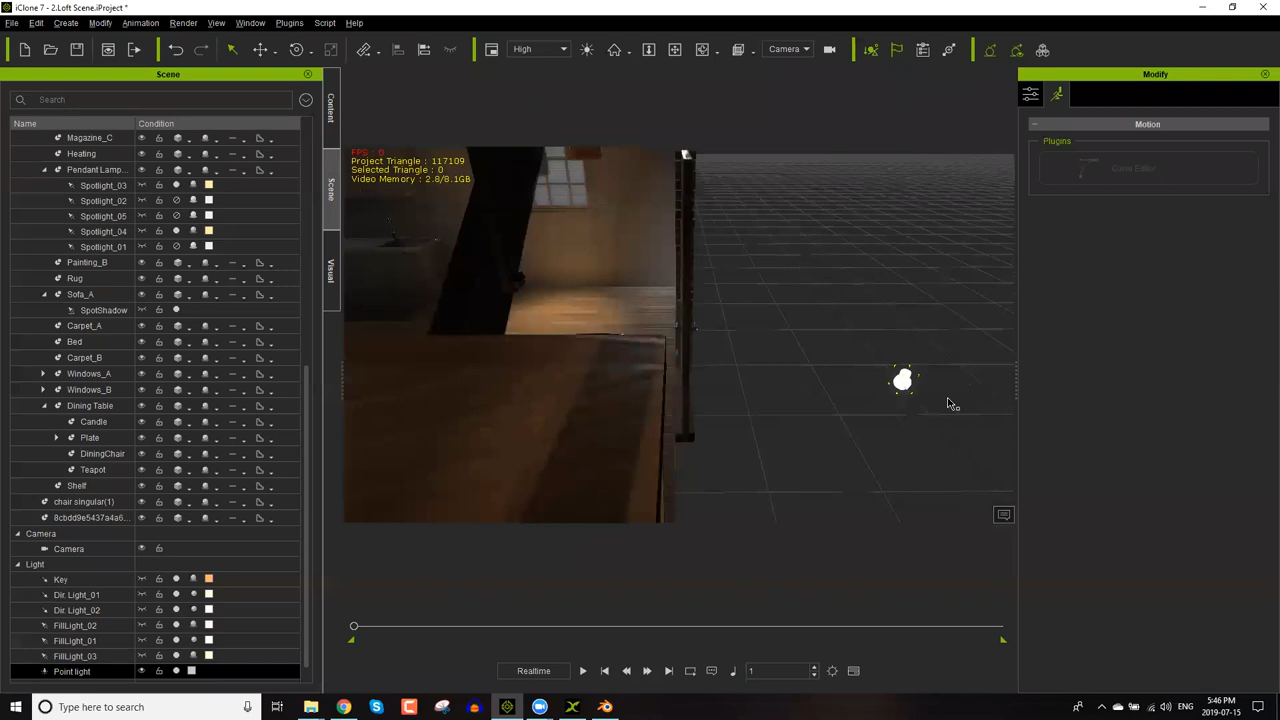 iClone 7 - 2.Loft Scene.iProject *
File Edit Create Modify Animation Render View Window Plugins Script Help
High
Camera
Scene
Modify
Search
Content
Name Condition
Magazine_C
Heating
Pendant Lamp...
Spotlight_03
Spotlight_02
Spotlight_05
Spotlight_04
Spotlight_01
Painting_B
Rug
Sofa_A
SpotShadow
Carpet_A
Bed
Carpet_B
Windows_A
Windows_B
Dining Table
Candle
Plate
DiningChair
Teapot
Shelf
chair singular(1)
8cbdd9e5437a4a6...
Camera
Camera
Light
Key
Dir. Light_01
Dir. Light_02
FillLight_02
FillLight_01
FillLight_03
Point light
Scene
Visual
FPS : 0
Project Triangle : 117109
Selected Triangle : 0
Video Memory : 2.8/8.1GB
Motion
Plugins
Curve Editor
Realtime
1
Type here to search
5:46 PM
2019-07-15